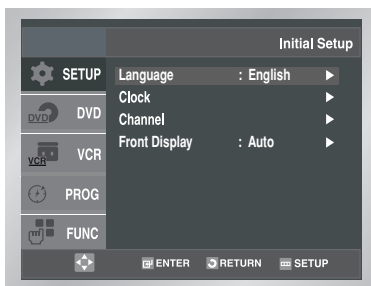 Initial Setup
SETUP
Language : English
Clock
Channel
Front Display : Auto
DVD DVD
VCR VCR
PROG
FUNC
ENTER RETURN SETUP